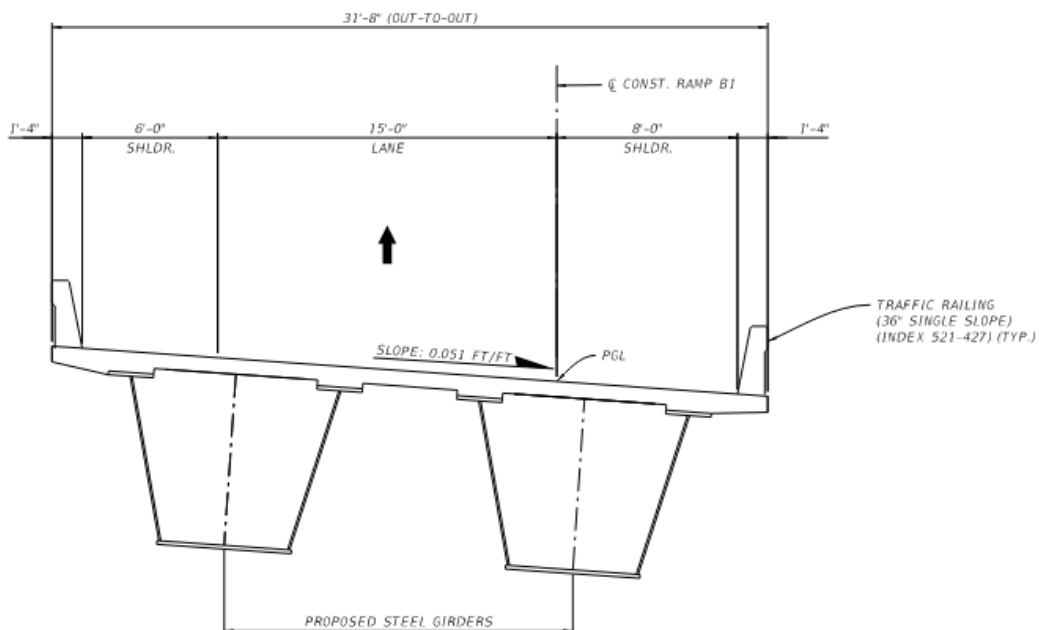 31'-8" (OUT-TO-OUT)
℄ CONST. RAMP B1
1'-4"
6'-0"
15'-0"
8'-0"
1'-4"
SHLDR.
LANE
SHLDR.
TRAFFIC RAILING
(36" SINGLE SLOPE)
(INDEX 521-427) (TYP.)
SLOPE: 0.051 FT/FT
PGL
PROPOSED STEEL GIRDERS